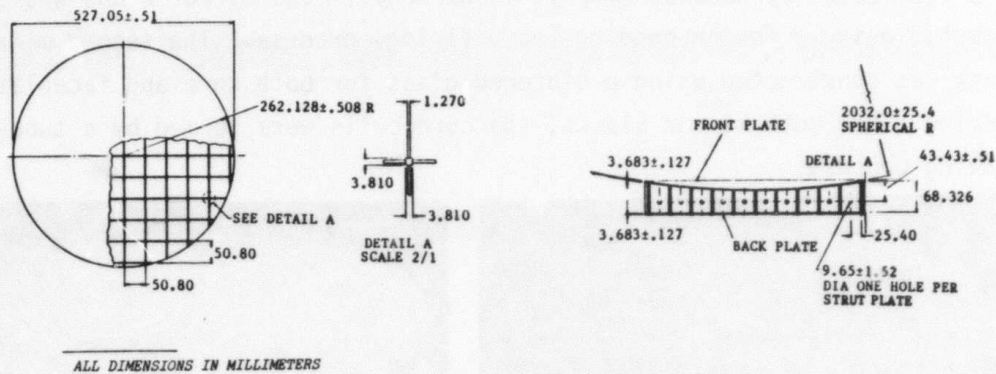 527.05±.51
262.128±.508 R
SEE DETAIL A
50.80
50.80
1.270
3.810
3.810
DETAIL A
SCALE 2/1
2032.0±25.4
SPHERICAL R
FRONT PLATE
3.683±.127
DETAIL A
43.43±.51
68.326
3.683±.127
BACK PLATE
25.40
9.65±1.52
DIA ONE HOLE PER
STRUT PLATE
ALL DIMENSIONS IN MILLIMETERS